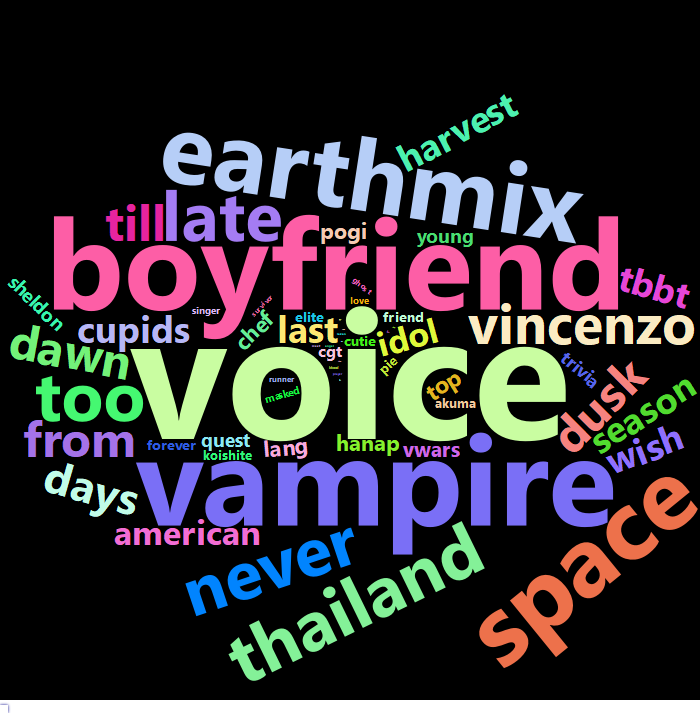 harvest
earthmix
till
late
pogi
young
boyfriend
tbbt
sheldon
singer
survivor
ghost
love
elite
friend
cupids
chef
last
idol
vincenzo
dawn
cutie
cgt
pie
voice
trivia
too
runner
masked
top
akuma
dusk
season
from
forever
quest
koishite
lang
hanap
vwars
wish
days
vampire
american
never
thailand
space